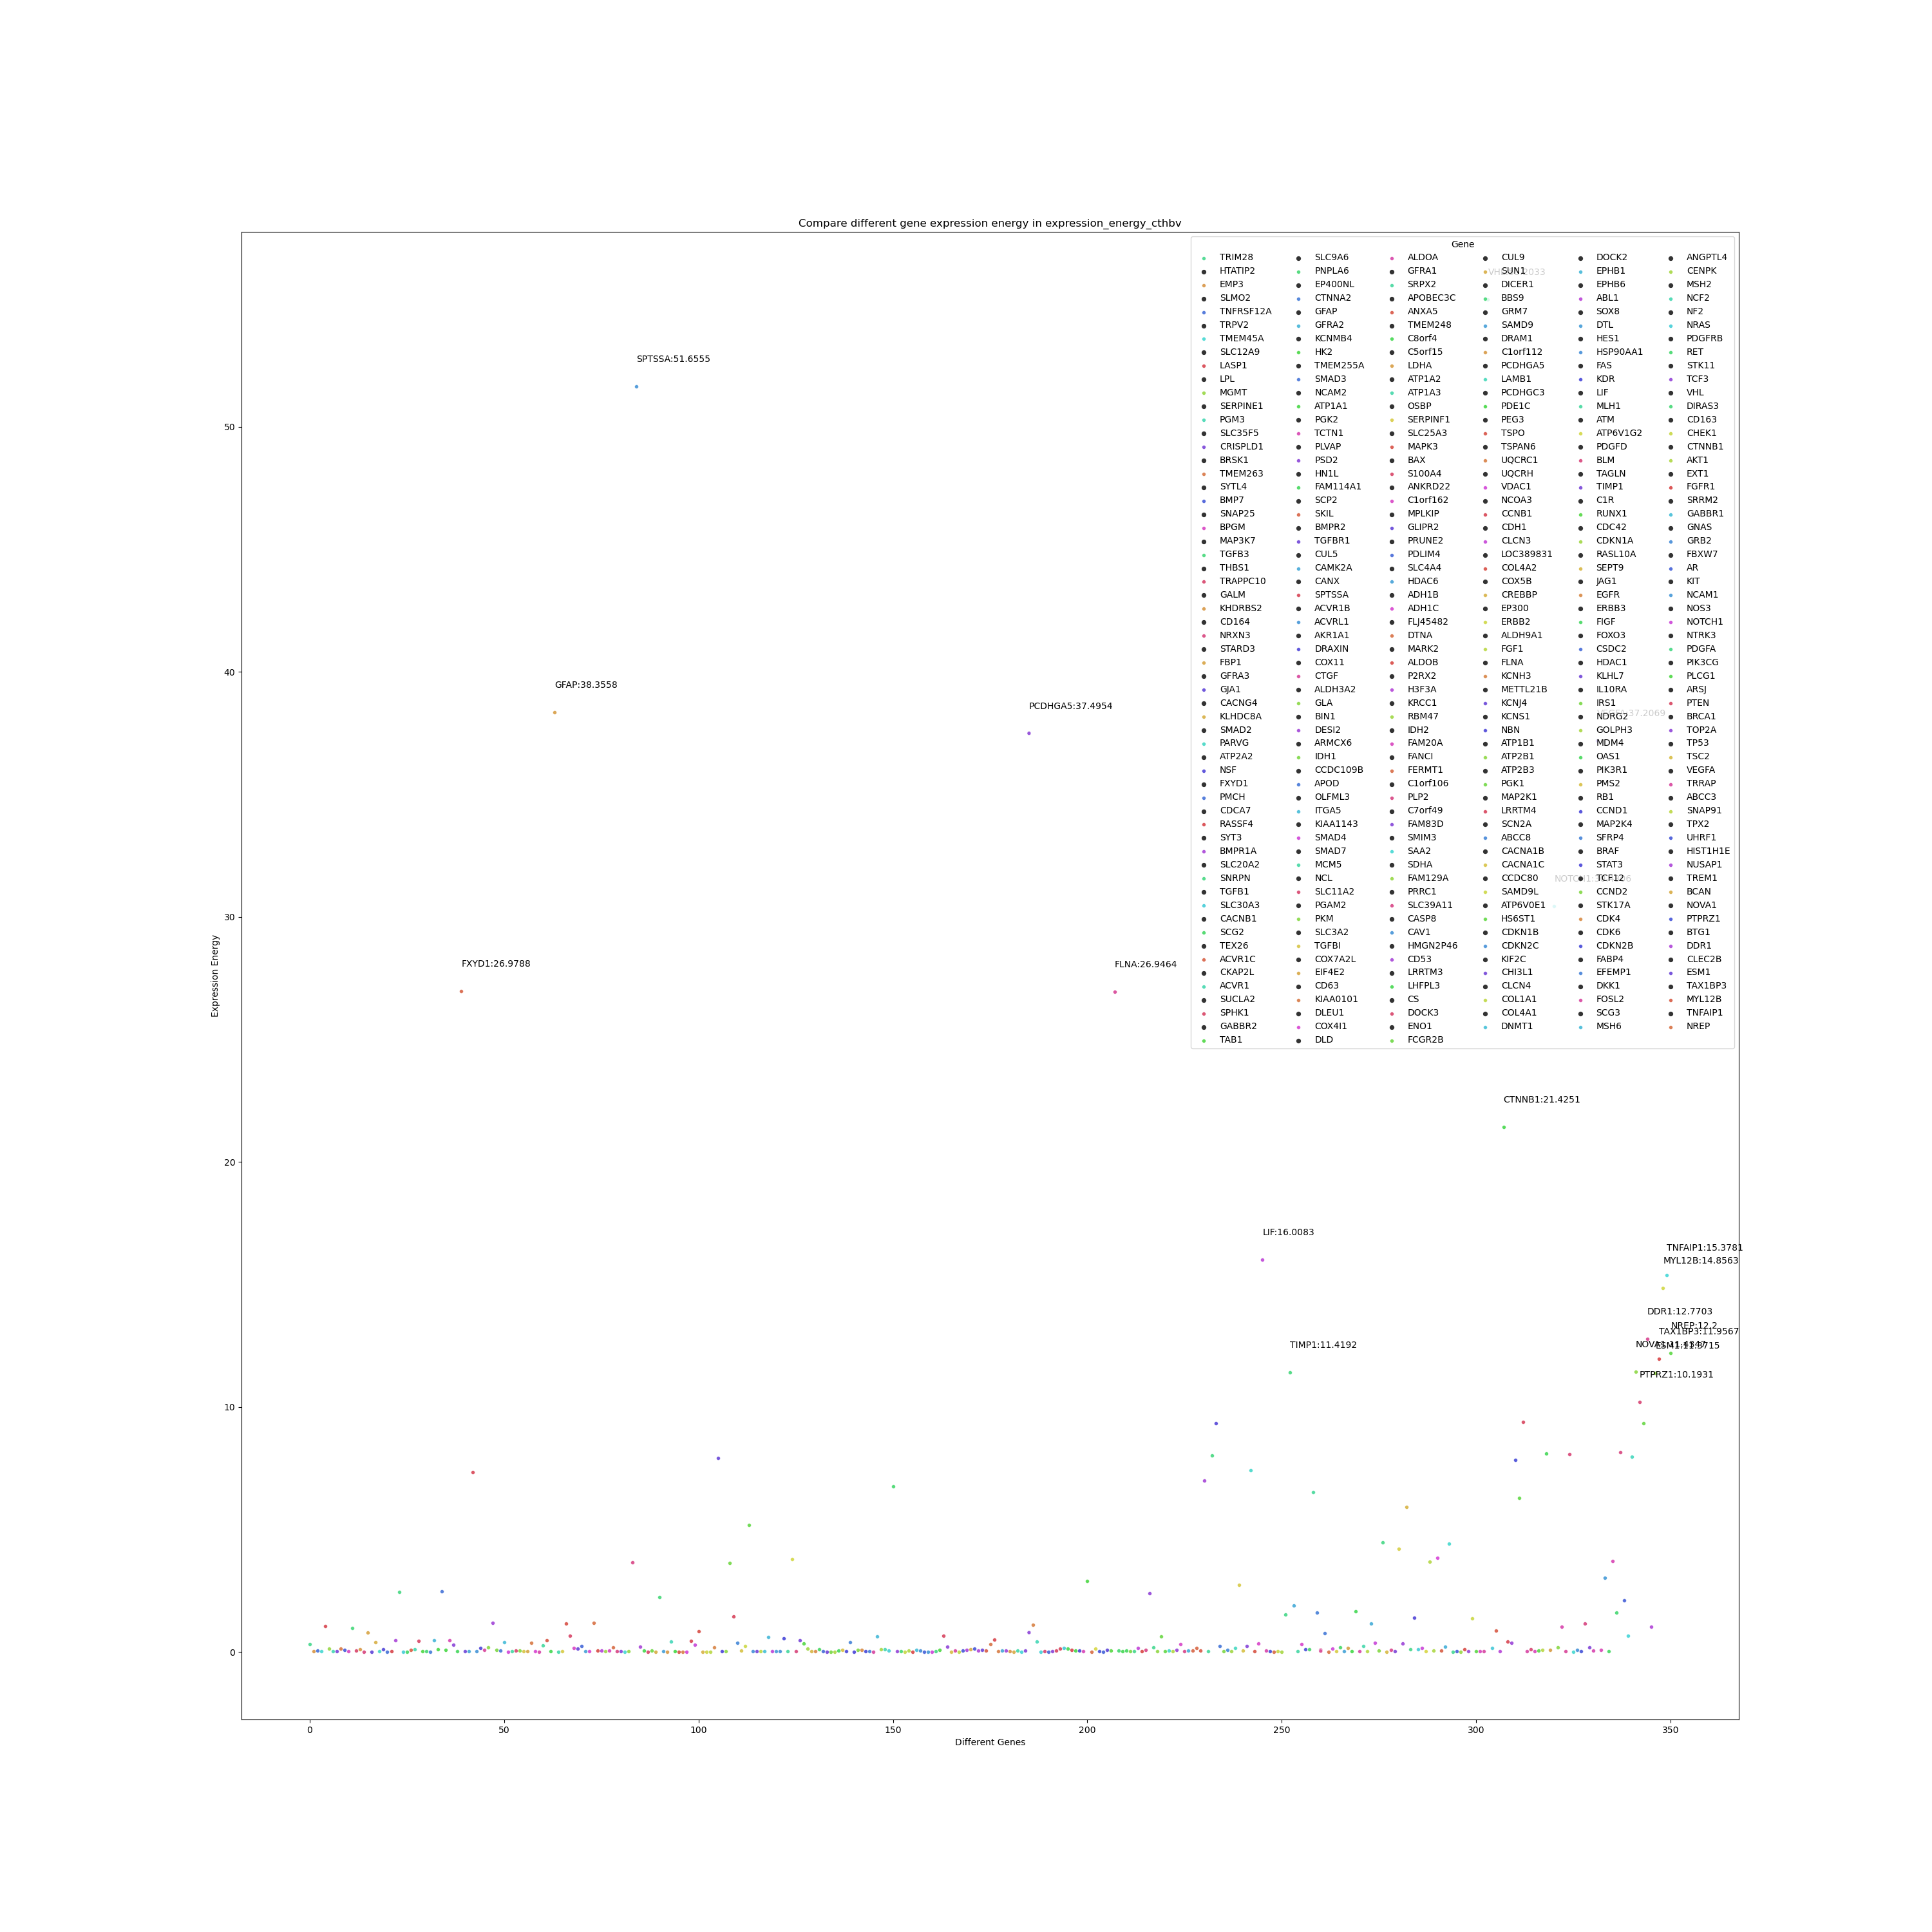 Compare different gene expression energy in expression_energy_cthbv
Gene
TRIM28 SLC9A6 ALDOA CUL9 DOCK2 ANGPTL4
HTATIP2 PNPLA6 GFRA1 SUN1 EPHB1 CENPK
EMP3 EP400NL SRPX2 DICER1 EPHB6 MSH2
SLMO2 CTNNA2 APOBEC3C BBS9 ABL1 NCF2
TNFRSF12A GFAP ANXA5 GRM7 SOX8 NF2
TRPV2 GFRA2 TMEM248 SAMD9 DTL NRAS
TMEM45A KCNMB4 C8orf4 DRAM1 HES1 PDGFRB
SLC12A9 HK2 C5orf15 C1orf112 HSP90AA1 RET
LASP1 TMEM255A LDHA PCDHGA5 FAS STK11
LPL SMAD3 ATP1A2 LAMB1 KDR TCF3
MGMT NCAM2 ATP1A3 PCDHGC3 LIF VHL
SERPINE1 ATP1A1 OSBP PDE1C MLH1 DIRAS3
PGM3 PGK2 SERPINF1 PEG3 ATM CD163
SLC35F5 TCTN1 SLC25A3 TSPO ATP6V1G2 CHEK1
CRISPLD1 PLVAP MAPK3 TSPAN6 PDGFD CTNNB1
BRSK1 PSD2 BAX UQCRC1 BLM AKT1
TMEM263 HN1L S100A4 UQCRH TAGLN EXT1
SYTL4 FAM114A1 ANKRD22 VDAC1 TIMP1 FGFR1
BMP7 SCP2 C1orf162 NCOA3 C1R SRRM2
SNAP25 SKIL MPLKIP CCNB1 RUNX1 GABBR1
BPGM BMPR2 GLIPR2 CDH1 CDC42 GNAS
MAP3K7 TGFBR1 PRUNE2 CLCN3 CDKN1A GRB2
TGFB3 CUL5 PDLIM4 LOC389831 RASL10A FBXW7
THBS1 CAMK2A SLC4A4 COL4A2 SEPT9 AR
TRAPPC10 CANX HDAC6 COX5B JAG1 KIT
GALM SPTSSA ADH1B CREBBP EGFR NCAM1
KHDRBS2 ACVR1B ADH1C EP300 ERBB3 NOS3
CD164 ACVRL1 FLJ45482 ERBB2 FIGF NOTCH1
NRXN3 AKR1A1 DTNA ALDH9A1 FOXO3 NTRK3
STARD3 DRAXIN MARK2 FGF1 CSDC2 PDGFA
FBP1 COX11 ALDOB FLNA HDAC1 PIK3CG
GFRA3 CTGF P2RX2 KCNH3 KLHL7 PLCG1
GJA1 ALDH3A2 H3F3A METTL21B IL10RA ARSJ
CACNG4 GLA KRCC1 KCNJ4 IRS1 PTEN
KLHDC8A BIN1 RBM47 KCNS1 NDRG2 BRCA1
SMAD2 DESI2 IDH2 NBN GOLPH3 TOP2A
PARVG ARMCX6 FAM20A ATP1B1 MDM4 TP53
ATP2A2 IDH1 FANCI ATP2B1 OAS1 TSC2
NSF CCDC109B FERMT1 ATP2B3 PIK3R1 VEGFA
FXYD1 APOD C1orf106 PGK1 PMS2 TRRAP
PMCH OLFML3 PLP2 MAP2K1 RB1 ABCC3
CDCA7 ITGA5 C7orf49 LRRTM4 CCND1 SNAP91
RASSF4 KIAA1143 FAM83D SCN2A MAP2K4 TPX2
SYT3 SMAD4 SMIM3 ABCC8 SFRP4 UHRF1
BMPR1A SMAD7 SAA2 CACNA1B BRAF HIST1H1E
SLC20A2 MCM5 SDHA CACNA1C STAT3 NUSAP1
SNRPN NCL FAM129A CCDC80 TCF12 TREM1
TGFB1 SLC11A2 PRRC1 SAMD9L CCND2 BCAN
SLC30A3 PGAM2 SLC39A11 ATP6V0E1 STK17A NOVA1
CACNB1 PKM CASP8 HS6ST1 CDK4 PTPRZ1
SCG2 SLC3A2 CAV1 CDKN1B CDK6 BTG1
TEX26 TGFBI HMGN2P46 CDKN2C CDKN2B DDR1
ACVR1C COX7A2L CD53 KIF2C FABP4 CLEC2B
CKAP2L EIF4E2 LRRTM3 CHI3L1 EFEMP1 ESM1
ACVR1 CD63 LHFPL3 CLCN4 DKK1 TAX1BP3
SUCLA2 KIAA0101 CS COL1A1 FOSL2 MYL12B
SPHK1 DLEU1 DOCK3 COL4A1 SCG3 TNFAIP1
GABBR2 COX4I1 ENO1 DNMT1 MSH6 NREP
TAB1 DLD FCGR2B
SPTSSA:51.6555
GFAP:38.3558
PCDHGA5:37.4954
FXYD1:26.9788
FLNA:26.9464
CTNNB1:21.4251
LIF:16.0083
TNFAIP1:15.3781
MYL12B:14.8563
DDR1:12.7703
NREP:12.2
TAX1BP3:11.9567
TIMP1:11.4192
PTPRZ1:10.1931
Expression Energy
50
40
30
20
10
0
0 50 100 150 200 250 300 350
Different Genes